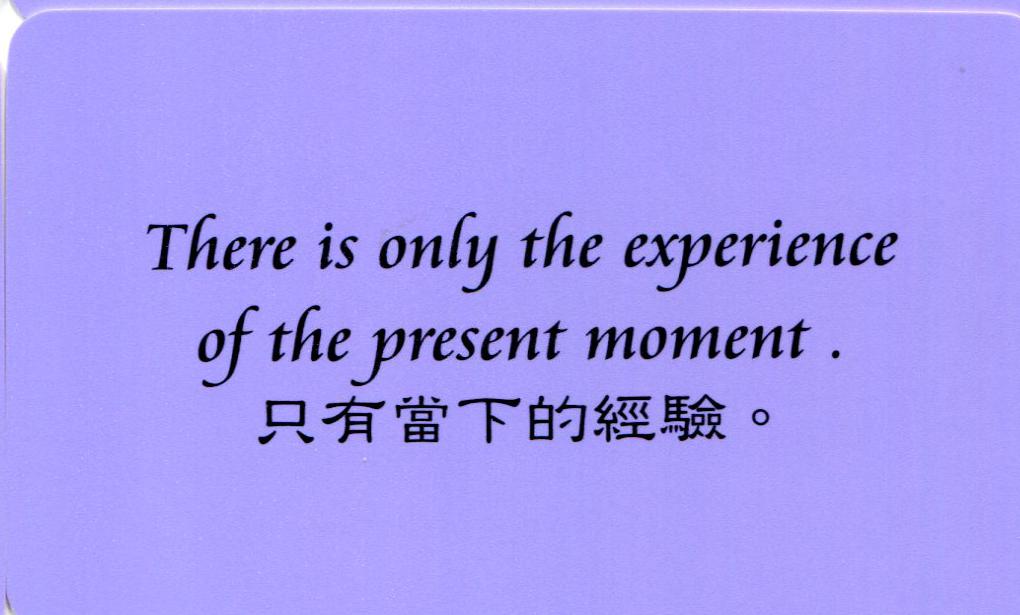 There is only the experience
of the present moment .
只有當下的經驗。